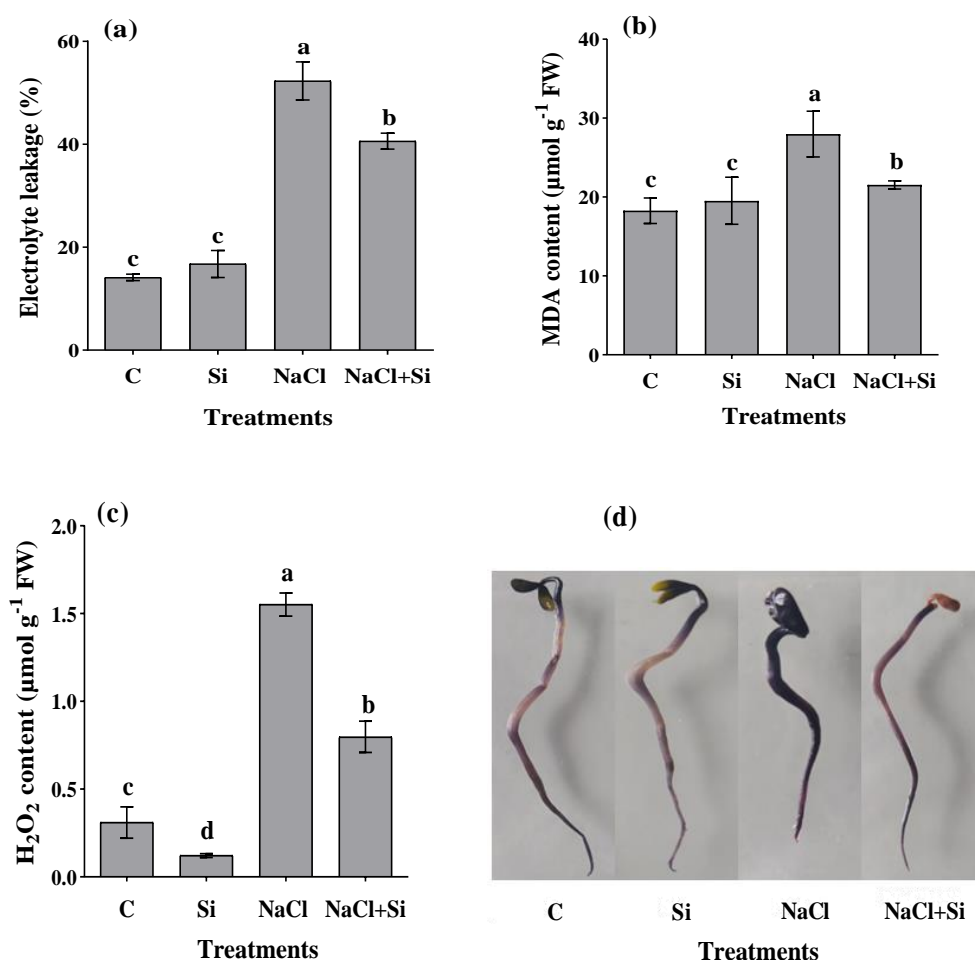 (a)
Electrolyte leakage (%)
60
40
20
0
c
c
a
b
C Si NaCl NaCl+Si
Treatments
(b)
MDA content (µmol g⁻¹ FW)
40
30
20
10
0
c
c
a
b
C Si NaCl NaCl+Si
Treatments
(c)
H₂O₂ content (µmol g⁻¹ FW)
2.0
1.5
1.0
0.5
0.0
c
d
a
b
C Si NaCl NaCl+Si
Treatments
(d)
C Si NaCl NaCl+Si
Treatments